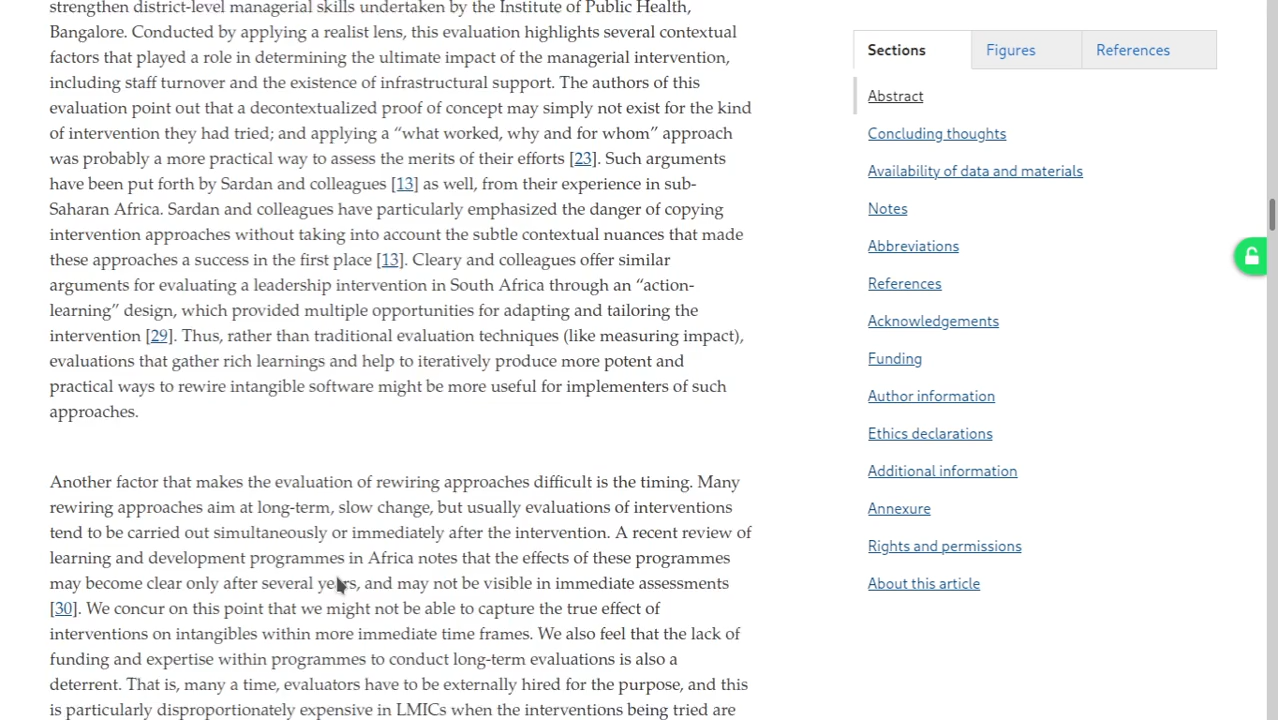 strengthen district-level managerial skills undertaken by the Institute of Public Health,
Bangalore. Conducted by applying a realist lens, this evaluation highlights several contextual
factors that played a role in determining the ultimate impact of the managerial intervention,
including staff turnover and the existence of infrastructural support. The authors of this
evaluation point out that a decontextualized proof of concept may simply not exist for the kind
of intervention they had tried; and applying a “what worked, why and for whom” approach
was probably a more practical way to assess the merits of their efforts [23]. Such arguments
have been put forth by Sardan and colleagues [13] as well, from their experience in sub-
Saharan Africa. Sardan and colleagues have particularly emphasized the danger of copying
intervention approaches without taking into account the subtle contextual nuances that made
these approaches a success in the first place [13]. Cleary and colleagues offer similar
arguments for evaluating a leadership intervention in South Africa through an “action-
learning” design, which provided multiple opportunities for adapting and tailoring the
intervention [29]. Thus, rather than traditional evaluation techniques (like measuring impact),
evaluations that gather rich learnings and help to iteratively produce more potent and
practical ways to rewire intangible software might be more useful for implementers of such
approaches.
Another factor that makes the evaluation of rewiring approaches difficult is the timing. Many
rewiring approaches aim at long-term, slow change, but usually evaluations of interventions
tend to be carried out simultaneously or immediately after the intervention. A recent review of
learning and development programmes in Africa notes that the effects of these programmes
may become clear only after several years, and may not be visible in immediate assessments
[30]. We concur on this point that we might not be able to capture the true effect of
interventions on intangibles within more immediate time frames. We also feel that the lack of
funding and expertise within programmes to conduct long-term evaluations is also a
deterrent. That is, many a time, evaluators have to be externally hired for the purpose, and this
is particularly disproportionately expensive in LMICs when the interventions being tried are
Sections
Figures
References
Abstract
Concluding thoughts
Availability of data and materials
Notes
Abbreviations
References
Acknowledgements
Funding
Author information
Ethics declarations
Additional information
Annexure
Rights and permissions
About this article